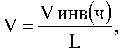 V = V инв(ч)
L ,